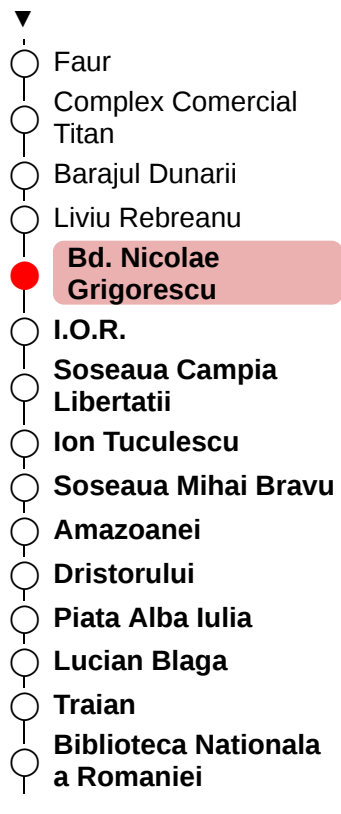 Faur
Complex Comercial
Titan
Barajul Dunarii
Liviu Rebreanu
Bd. Nicolae
Grigorescu
I.O.R.
Soseaua Campia
Libertatii
Ion Tuculescu
Soseaua Mihai Bravu
Amazoanei
Dristorului
Piata Alba Iulia
Lucian Blaga
Traian
Biblioteca Nationala
a Romaniei